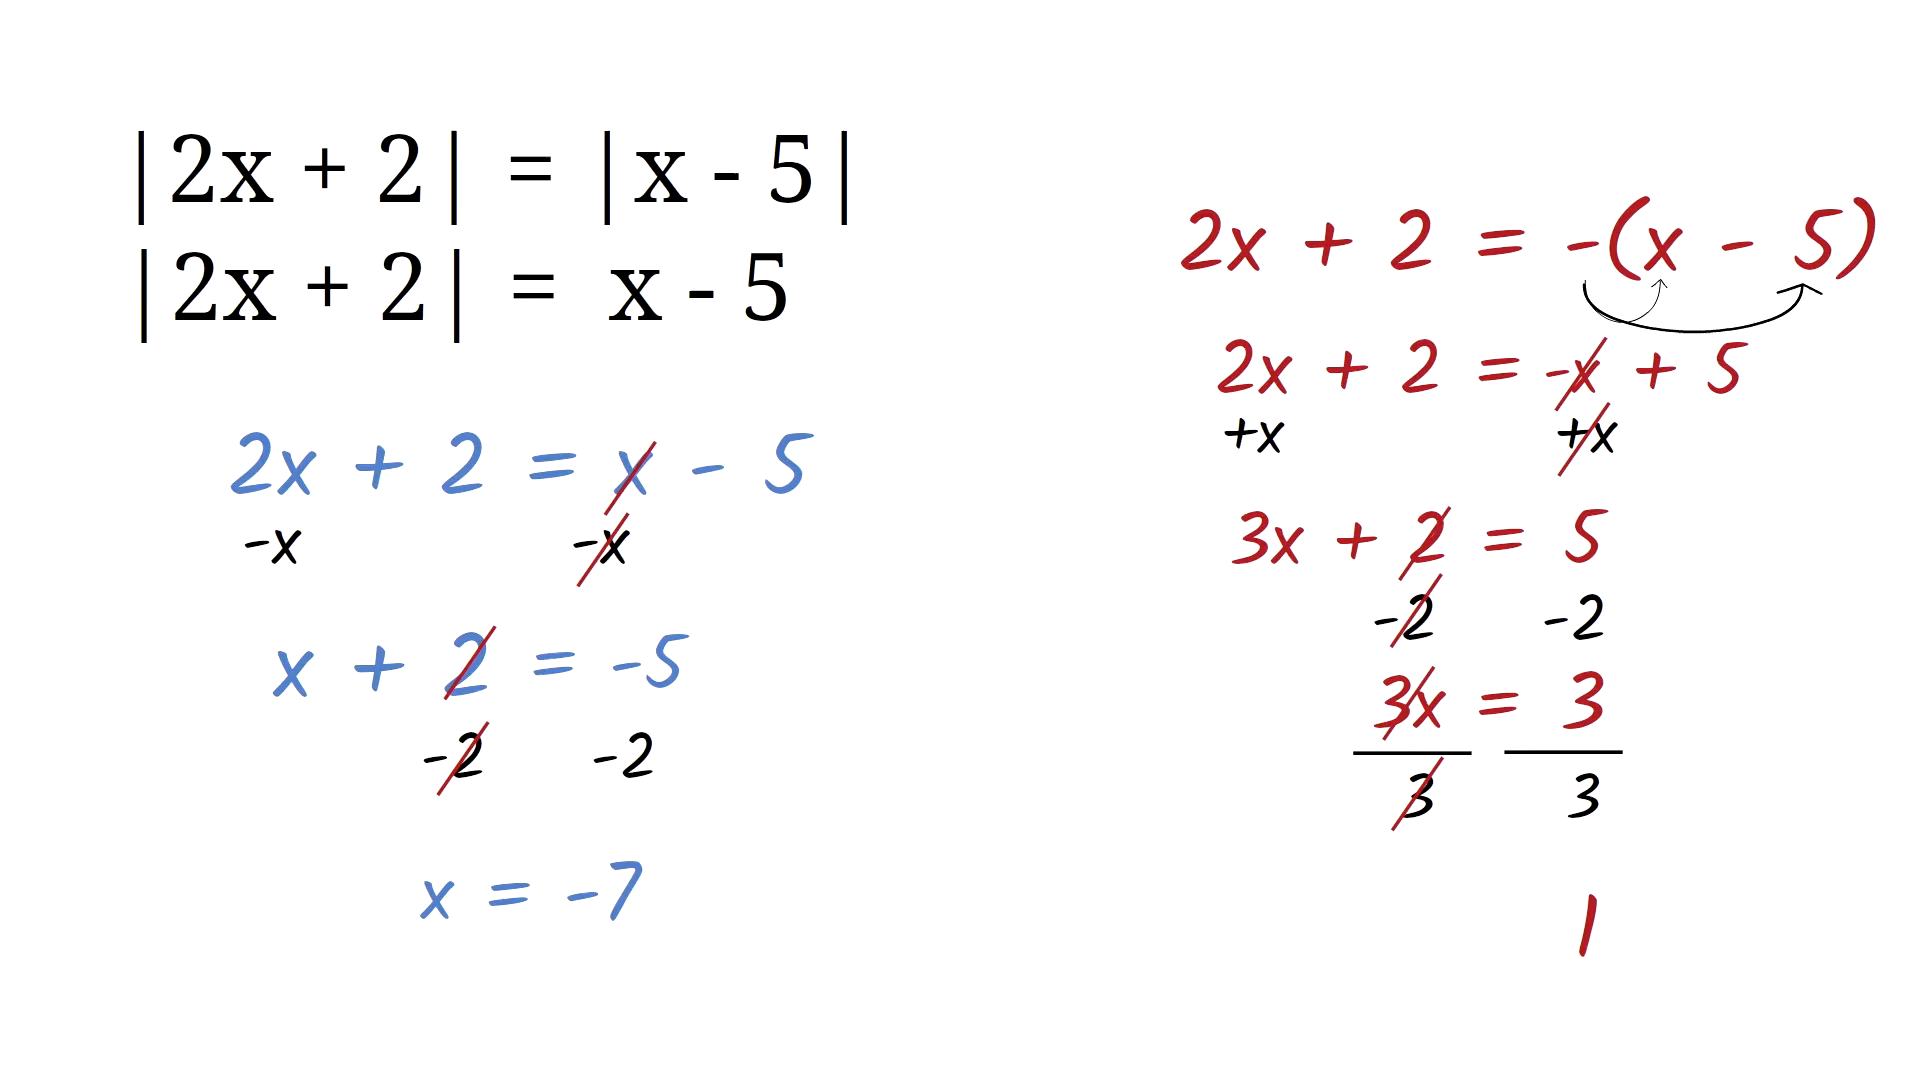 |2x + 2| = |x - 5|
|2x + 2| = x - 5
2x + 2 = x - 5
-x -x
x + 2 = -5
-2 -2
x = -7
2x + 2 = -(x - 5)
2x + 2 = -x + 5
+x +x
3x + 2 = 5
-2 -2
3x = 3
3 3
1